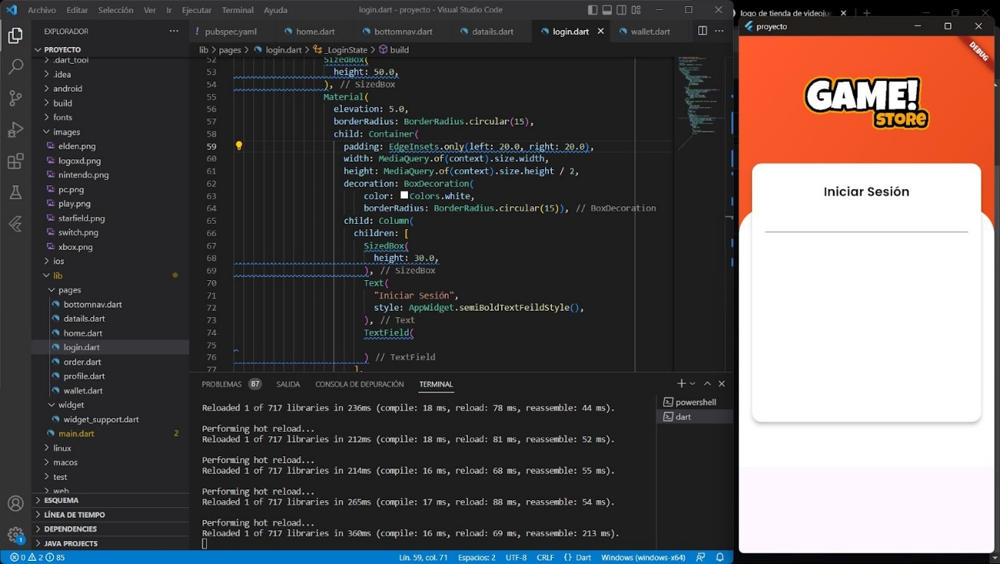 Archivo Editar Selección Ver Ir Ejecutar Terminal Ayuda
login.dart - proyecto - Visual Studio Code
EXPLORADOR
PROYECTO
.dart_tool
.idea
android
build
fonts
images
elden.png
logoxd.png
nintendo.png
pc.png
play.png
starfield.png
switch.png
xbox.png
ios
lib
pages
bottomnav.dart
datails.dart
home.dart
login.dart
order.dart
profile.dart
wallet.dart
widget
widget_support.dart
main.dart 2
linux
macos
test
web
ESQUEMA
LÍNEA DE TIEMPO
DEPENDENCIES
JAVA PROJECTS
pubspec.yaml home.dart bottomnav.dart datails.dart login.dart wallet.dart
lib > pages > login.dart > _LoginState > build
52 SizedBox(
53 height: 50.0,
54 ), // SizedBox
55 Material(
56 elevation: 5.0,
57 borderRadius: BorderRadius.circular(15),
58 child: Container(
59 padding: EdgeInsets.only(left: 20.0, right: 20.0),
60 width: MediaQuery.of(context).size.width,
61 height: MediaQuery.of(context).size.height / 2,
62 decoration: BoxDecoration(
63 color: Colors.white,
64 borderRadius: BorderRadius.circular(15)), // BoxDecoration
65 child: Column(
66 children: [
67 SizedBox(
68 height: 30.0,
69 ), // SizedBox
70 Text(
71 "Iniciar Sesión",
72 style: AppWidget.semiBoldTextFeildStyle(),
73 ), // Text
74 TextField(
75
76 ) // TextField
77 ],
PROBLEMAS 87 SALIDA CONSOLA DE DEPURACIÓN TERMINAL
Reloaded 1 of 717 libraries in 236ms (compile: 18 ms, reload: 78 ms, reassemble: 44 ms).
Performing hot reload...
Reloaded 1 of 717 libraries in 212ms (compile: 18 ms, reload: 81 ms, reassemble: 52 ms).
Performing hot reload...
Reloaded 1 of 717 libraries in 214ms (compile: 16 ms, reload: 68 ms, reassemble: 55 ms).
Performing hot reload...
Reloaded 1 of 717 libraries in 265ms (compile: 17 ms, reload: 88 ms, reassemble: 54 ms).
Performing hot reload...
Reloaded 1 of 717 libraries in 360ms (compile: 16 ms, reload: 69 ms, reassemble: 213 ms).
powershell
dart
1
0 2 85
Lín. 59, col. 71 Espacios: 2 UTF-8 CRLF {} Dart Windows (windows-x64)
logo de tienda de videoju
proyecto
DEBUG
GAME!
STORE
Iniciar Sesión